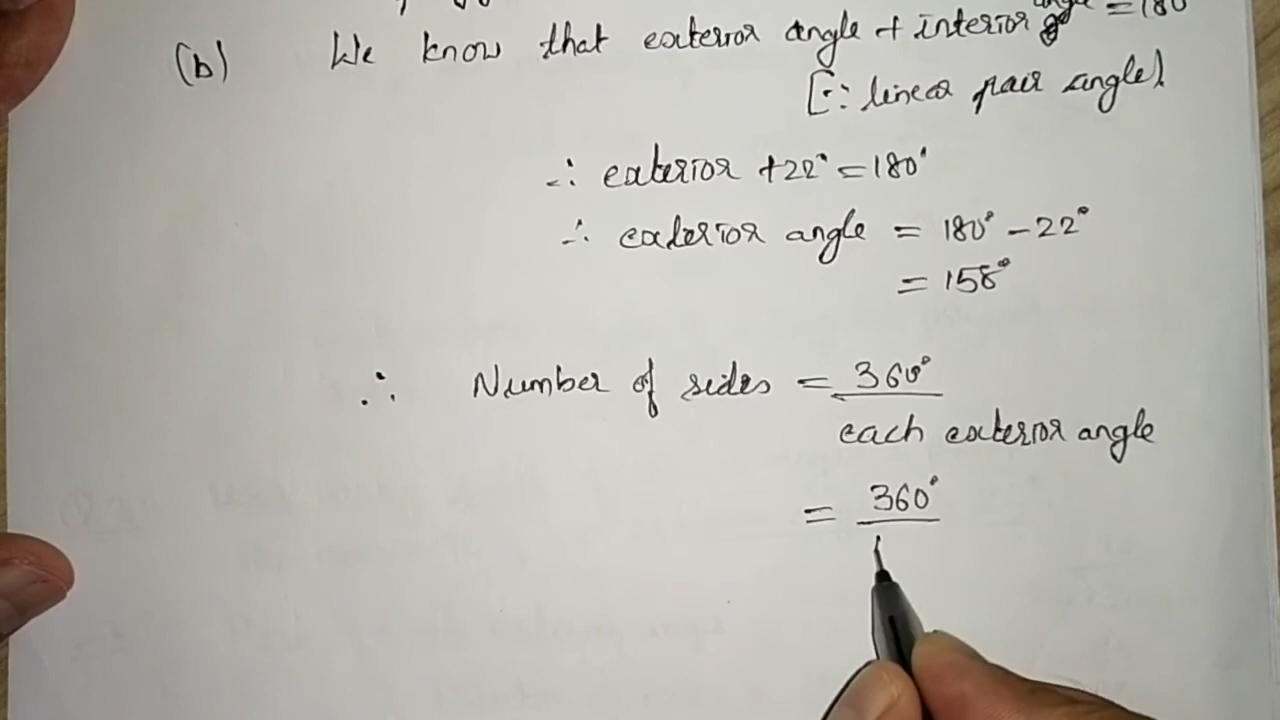 (b) We know that exterior angle + interior angle = 180
[∵ linear pair angle]
∴ exterior +22° = 180°
∴ exterior angle = 180° - 22°
= 158°
∴ Number of sides = 360°
each exterior angle
= 360°